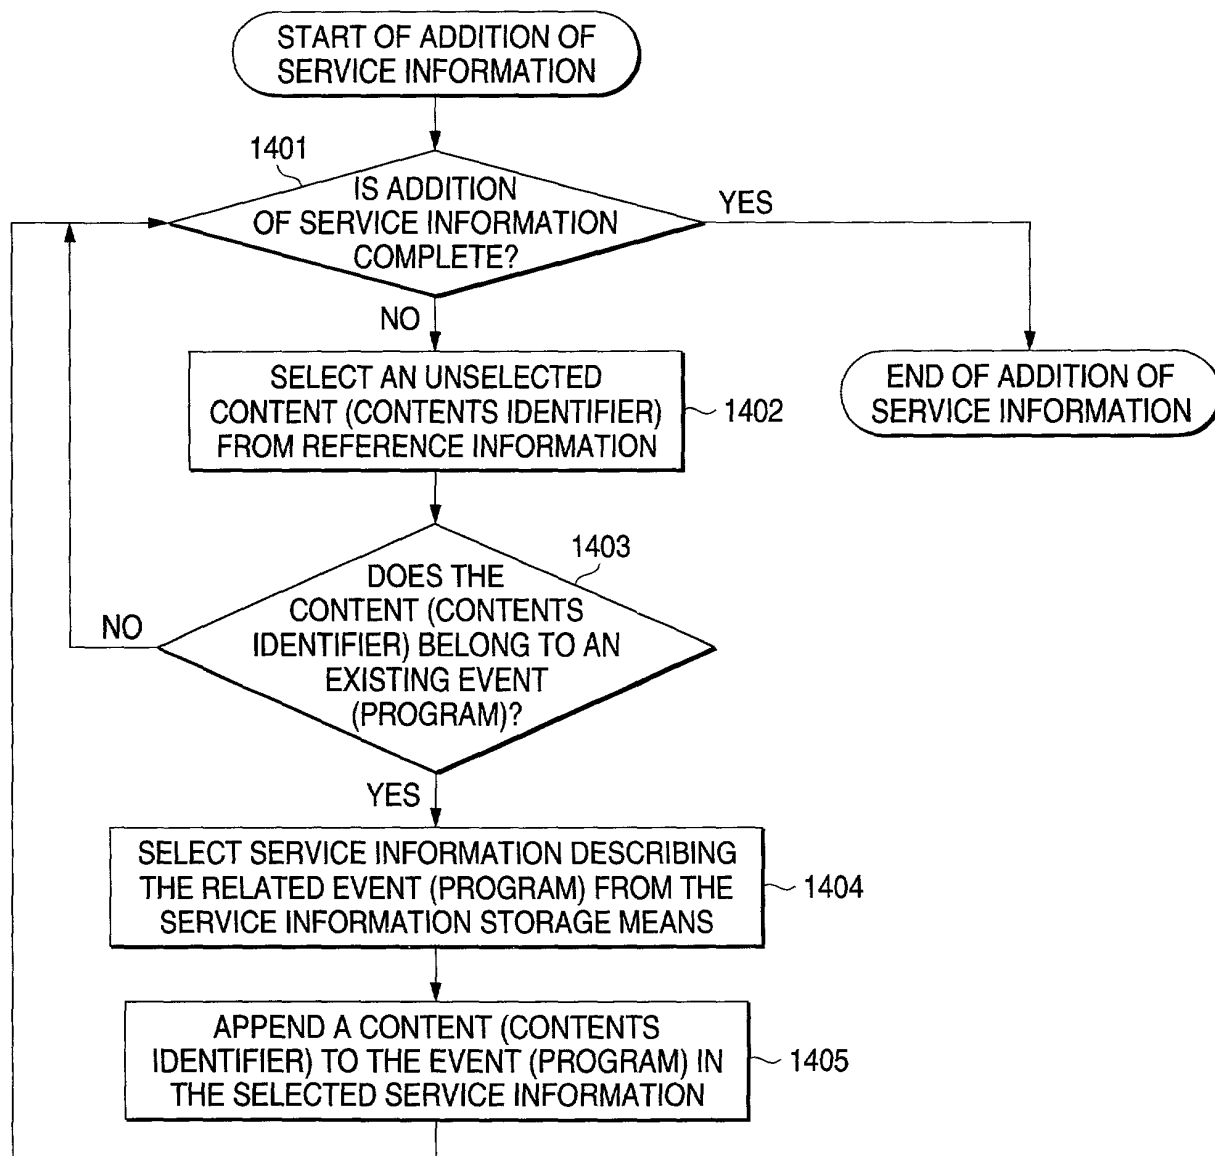 START OF ADDITION OF
SERVICE INFORMATION
1401
IS ADDITION
OF SERVICE INFORMATION
COMPLETE?
YES
NO
SELECT AN UNSELECTED
CONTENT (CONTENTS IDENTIFIER)
FROM REFERENCE INFORMATION
1402
END OF ADDITION OF
SERVICE INFORMATION
1403
DOES THE
CONTENT (CONTENTS
IDENTIFIER) BELONG TO AN
EXISTING EVENT
(PROGRAM)?
NO
YES
SELECT SERVICE INFORMATION DESCRIBING
THE RELATED EVENT (PROGRAM) FROM THE
SERVICE INFORMATION STORAGE MEANS
1404
APPEND A CONTENT (CONTENTS
IDENTIFIER) TO THE EVENT (PROGRAM) IN
THE SELECTED SERVICE INFORMATION
1405